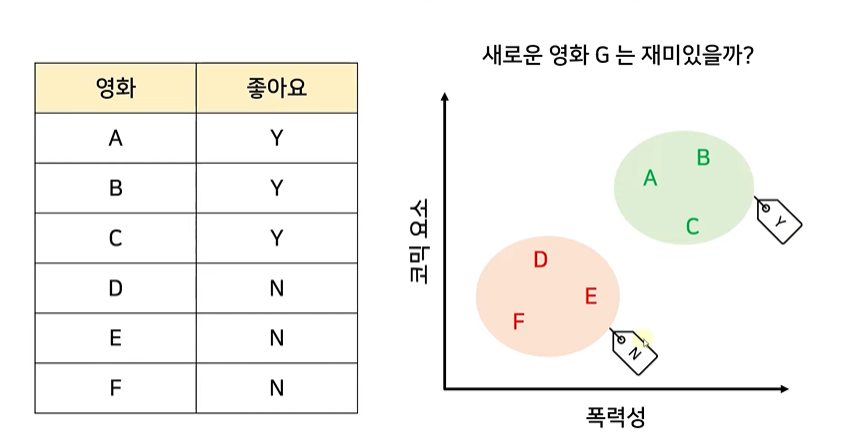 새로운 영화 G 는 재미있을까?
영화 좋아요
A Y
B Y
C Y
D N
E N
F N
코믹 요소
A
B
C
Y
D
E
F
N
폭력성